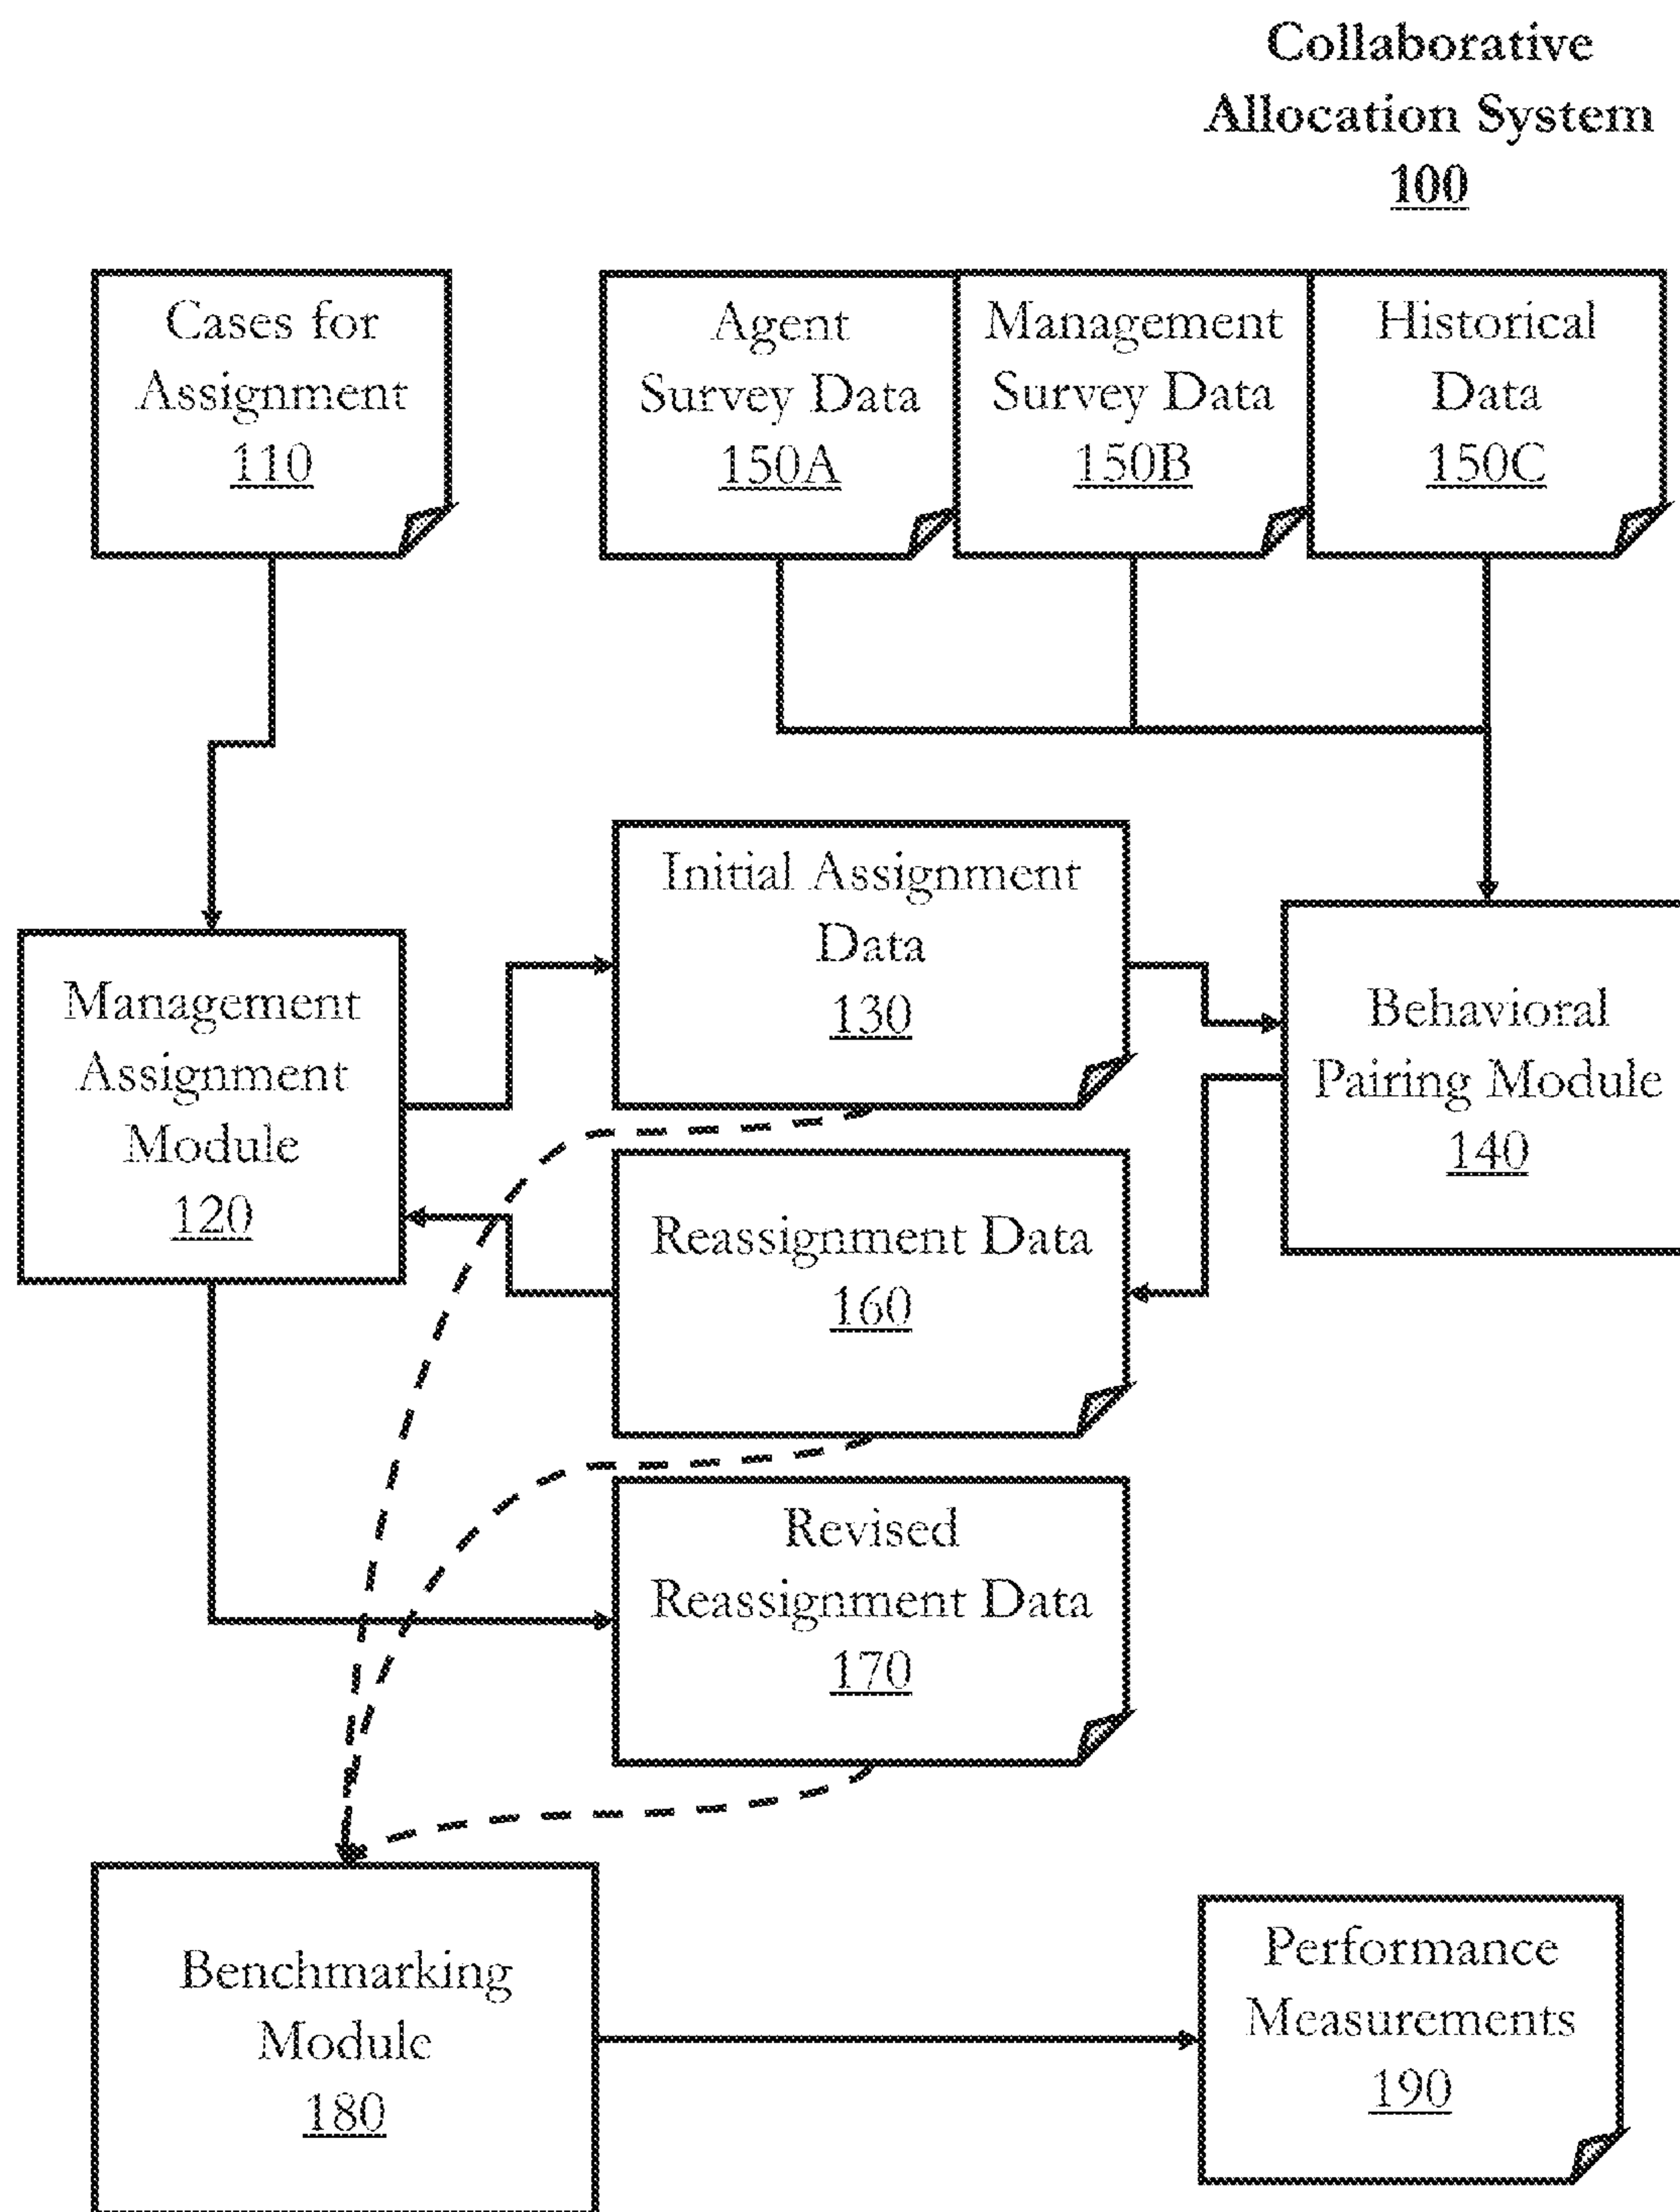 Collaborative
Allocation System
100
Cases for
Assignment
110
Agent
Survey Data
150A
Management
Survey Data
150B
Historical
Data
150C
Initial Assignment
Data
130
Management
Assignment
Module
120
Behavioral
Pairing Module
140
Reassignment Data
160
Revised
Reassignment Data
170
Benchmarking
Module
180
Performance
Measurements
190